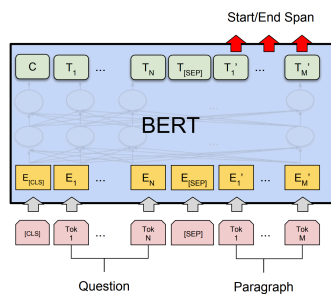 Start/End Span
C T1 ... TN T[SEP] T1' ... TM'
BERT
E[CLS] E1 ... EN E[SEP] E1' ... EM'
[CLS] Tok 1 ... Tok N [SEP] Tok 1 ... Tok M
Question Paragraph